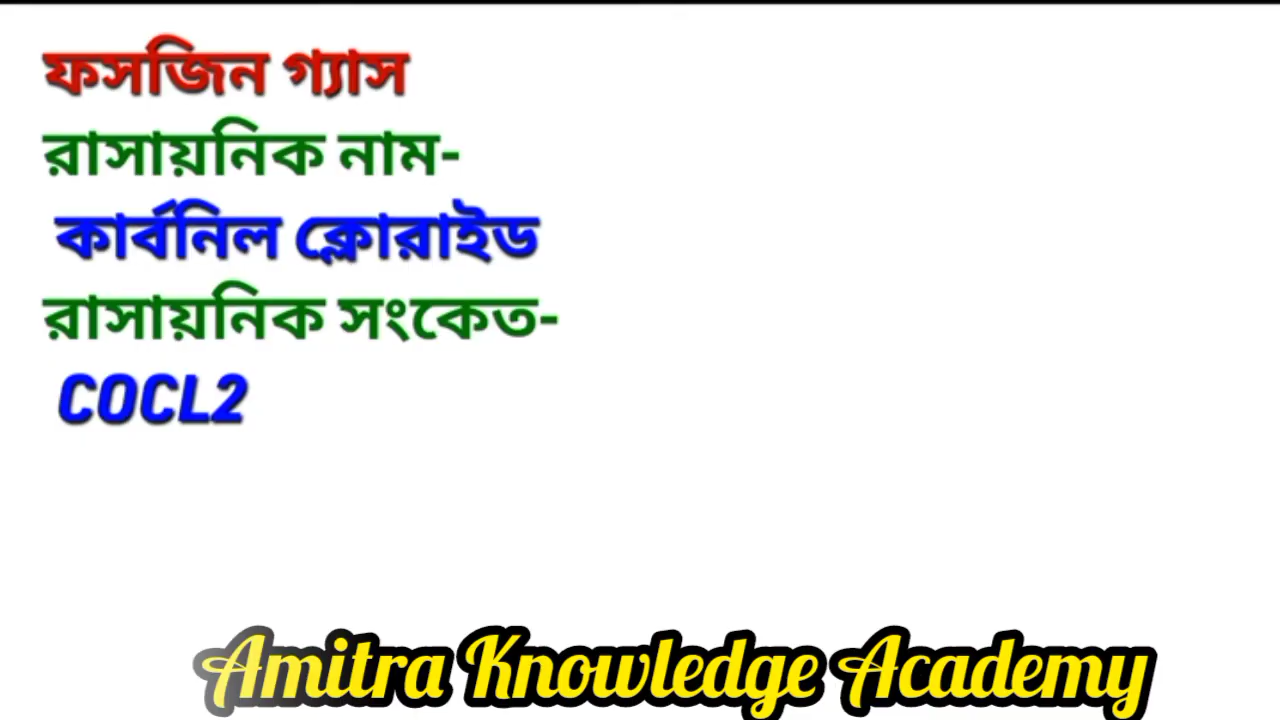 ফসজিন গ্যাস
রাসায়নিক নাম-
কার্বনিল ক্লোরাইড
রাসায়নিক সংকেত-
COCL2
Amitra Knowledge Academy